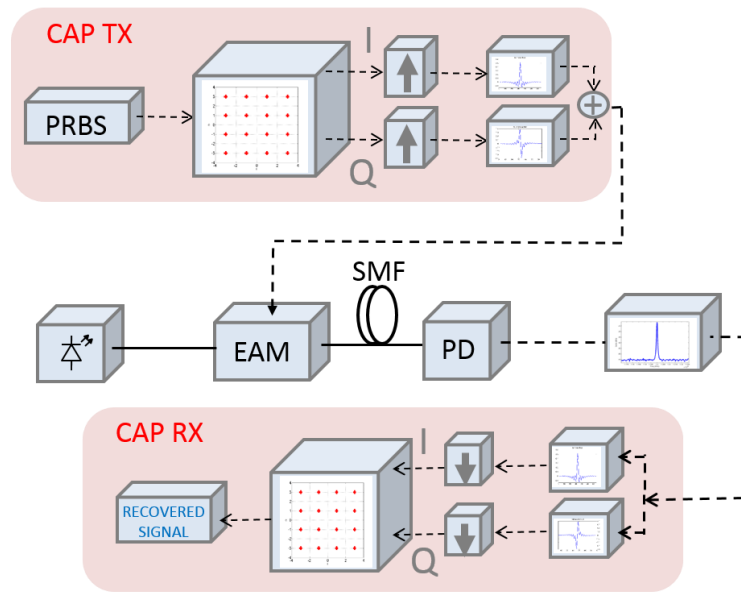 CAP TX
I
PRBS
Q
SMF
EAM
PD
CAP RX
I
RECOVERED
SIGNAL
Q